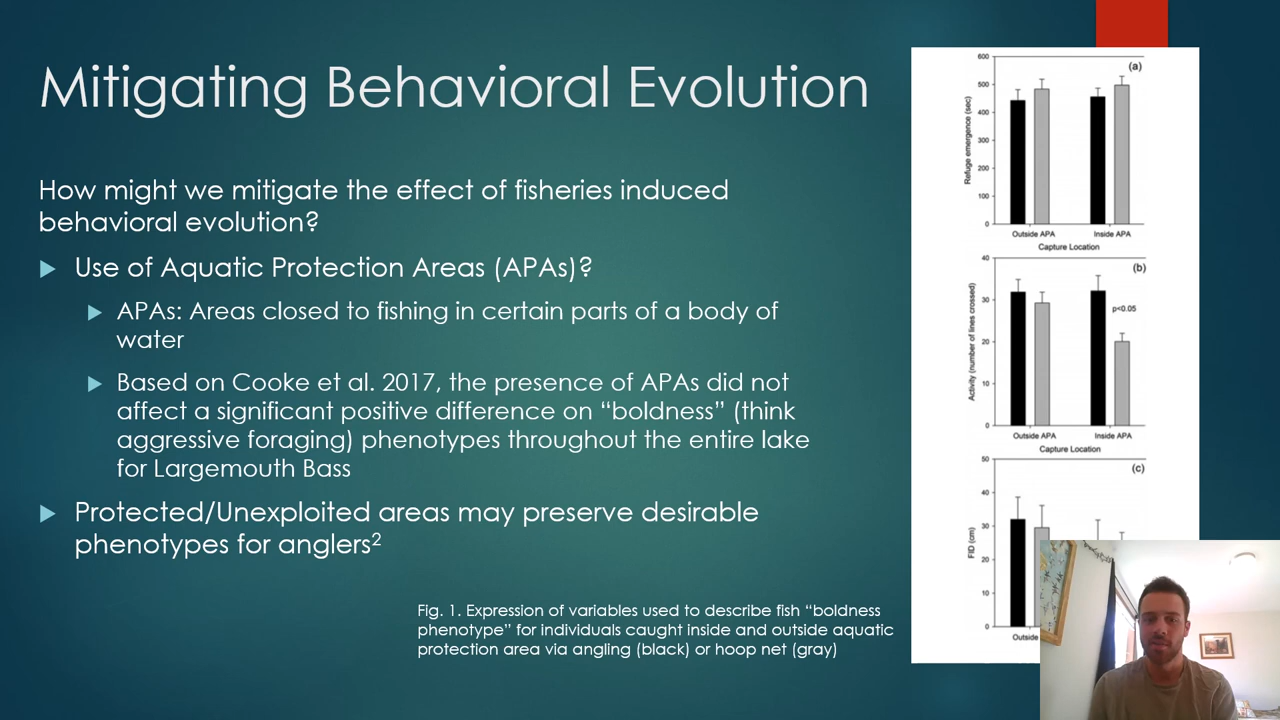 Mitigating Behavioral Evolution
How might we mitigate the effect of fisheries induced
behavioral evolution?
Use of Aquatic Protection Areas (APAs)?
APAs: Areas closed to fishing in certain parts of a body of
water
Based on Cooke et al. 2017, the presence of APAs did not
affect a significant positive difference on “boldness” (think
aggressive foraging) phenotypes throughout the entire lake
for Largemouth Bass
Protected/Unexploited areas may preserve desirable
phenotypes for anglers2
Fig. 1. Expression of variables used to describe fish “boldness
phenotype” for individuals caught inside and outside aquatic
protection area via angling (black) or hoop net (gray)
(a)
Refuge emergence (sec)
600
500
400
300
200
100
0
Outside APA Inside APA
Capture Location
(b)
Activity (number of lines crossed)
40
30
20
10
0
p<0.05
Outside APA Inside APA
Capture Location
(c)
FID (cm)
50
40
30
20
10
0
Outside